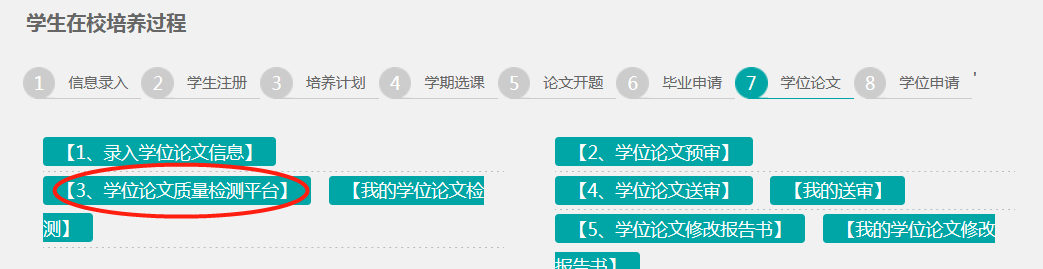 学生在校培养过程
1 信息录入 2 学生注册 3 培养计划 4 学期选课 5 论文开题 6 毕业申请 7 学位论文 8 学位申请 '
【1、录入学位论文信息】 【2、学位论文预审】
【3、学位论文质量检测平台】 【我的学位论文检 【4、学位论文送审】 【我的送审】
测】 【5、学位论文修改报告书】 【我的学位论文修改
报告书】